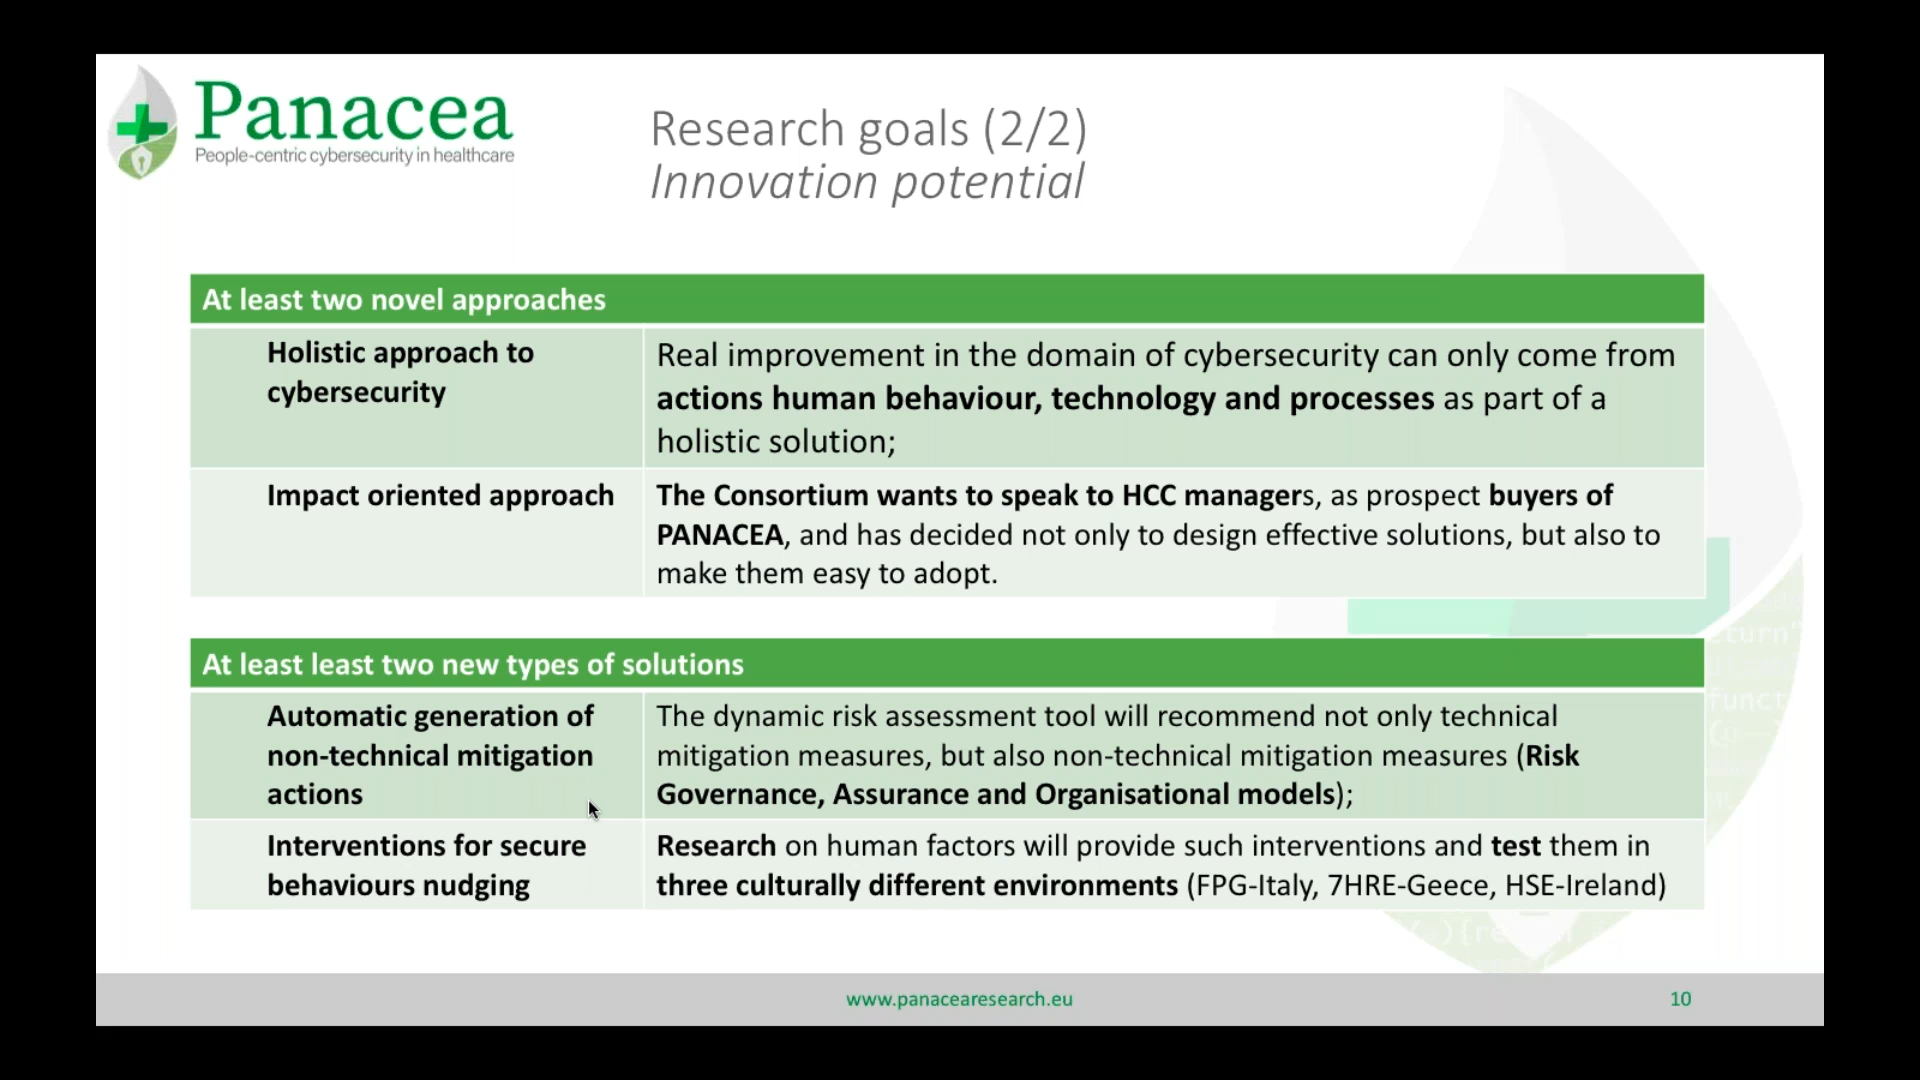 Panacea
People-centric cybersecurity in healthcare
Research goals (2/2)
Innovation potential
At least two novel approaches
Holistic approach to
cybersecurity
Real improvement in the domain of cybersecurity can only come from
actions human behaviour, technology and processes as part of a
holistic solution;
Impact oriented approach
The Consortium wants to speak to HCC managers, as prospect buyers of
PANACEA, and has decided not only to design effective solutions, but also to
make them easy to adopt.
At least least two new types of solutions
Automatic generation of
non-technical mitigation
actions
The dynamic risk assessment tool will recommend not only technical
mitigation measures, but also non-technical mitigation measures (Risk
Governance, Assurance and Organisational models);
Interventions for secure
behaviours nudging
Research on human factors will provide such interventions and test them in
three culturally different environments (FPG-Italy, 7HRE-Geece, HSE-Ireland)
www.panacearesearch.eu
10